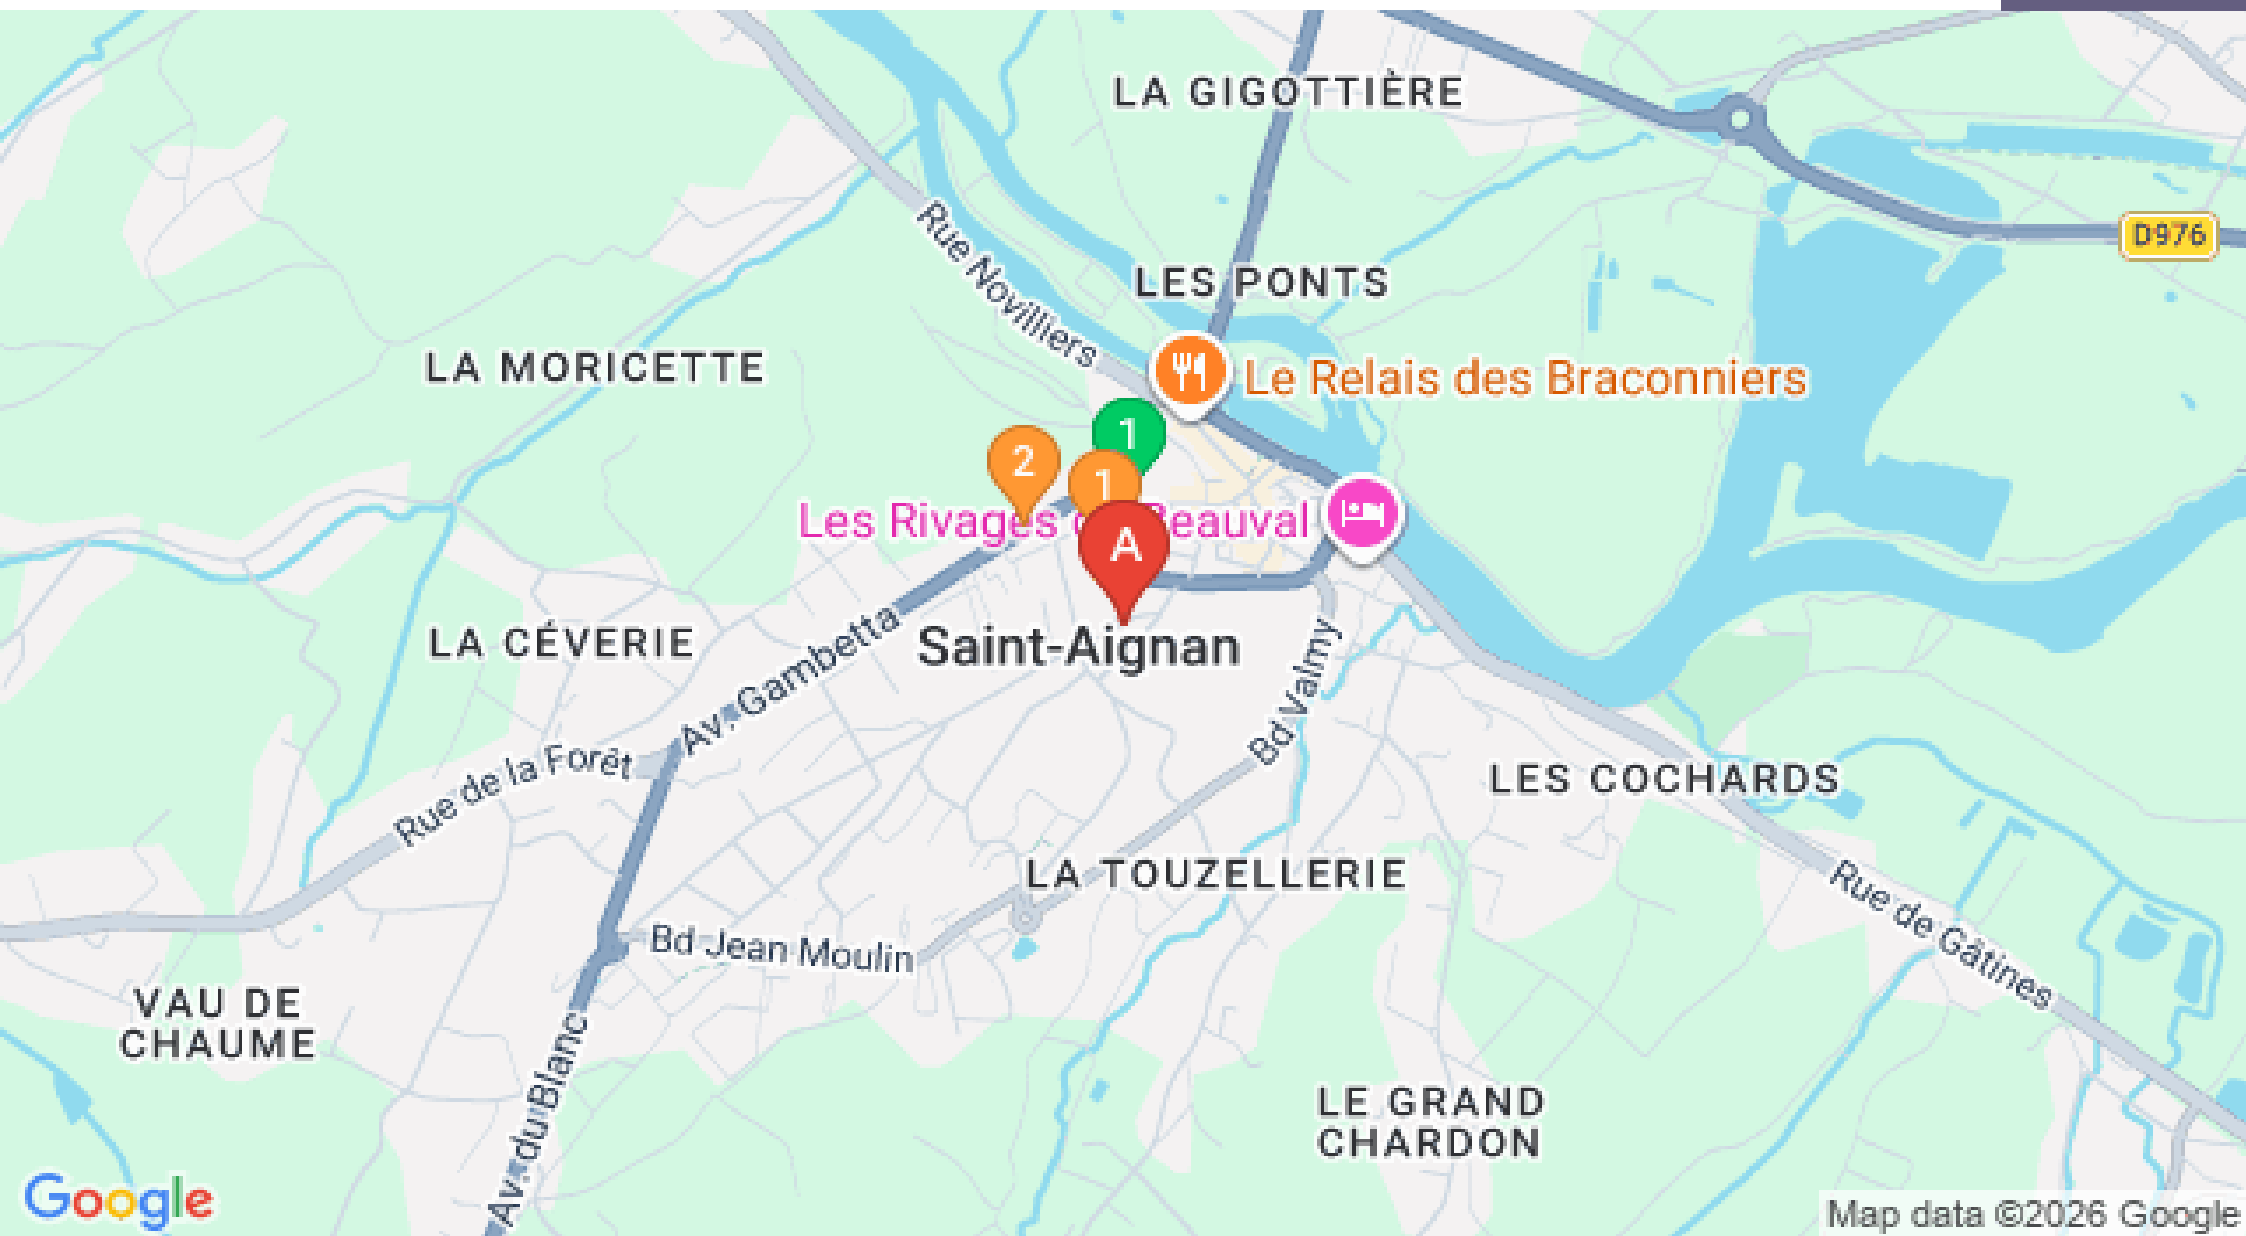 LA GIGOTTIÈRE
D976
Rue Novilliers
LES PONTS
LA MORICETTE
Le Relais des Braconniers
1
2
1
Les Rivages Beauval
A
LA CÉVERIE
Saint-Aignan
Av. Gambetta
Bd Valmy
Rue de la Forêt
LES COCHARDS
LA TOUZELLERIE
Rue de Gâtines
Bd Jean Moulin
VAU DE
CHAUME
Av. du Blanc
LE GRAND
CHARDON
Google
Map data ©2026 Google